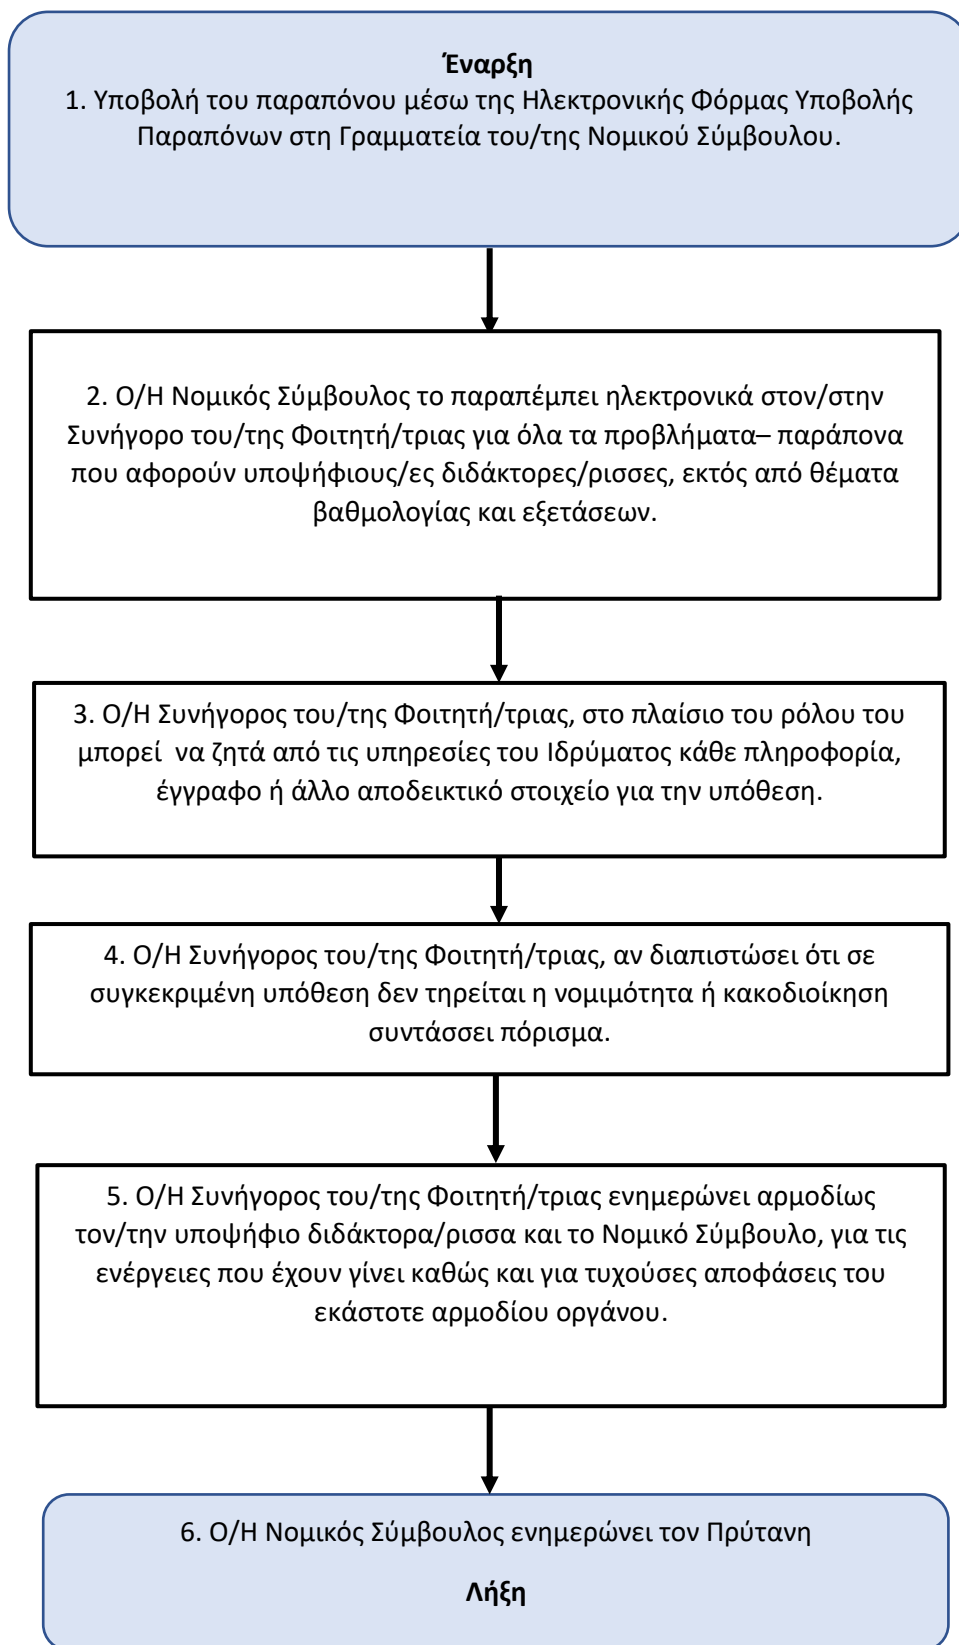 Έναρξη
1. Υποβολή του παραπόνου μέσω της Ηλεκτρονικής Φόρμας Υποβολής
Παραπόνων στη Γραμματεία του/της Νομικού Σύμβουλου.
2. Ο/Η Νομικός Σύμβουλος το παραπέμπει ηλεκτρονικά στον/στην
Συνήγορο του/της Φοιτητή/τριας για όλα τα προβλήματα– παράπονα
που αφορούν υποψήφιους/ες διδάκτορες/ρισσες, εκτός από θέματα
βαθμολογίας και εξετάσεων.
3. Ο/Η Συνήγορος του/της Φοιτητή/τριας, στο πλαίσιο του ρόλου του
μπορεί  να ζητά από τις υπηρεσίες του Ιδρύματος κάθε πληροφορία,
έγγραφο ή άλλο αποδεικτικό στοιχείο για την υπόθεση.
4. Ο/Η Συνήγορος του/της Φοιτητή/τριας, αν διαπιστώσει ότι σε
συγκεκριμένη υπόθεση δεν τηρείται η νομιμότητα ή κακοδιοίκηση
συντάσσει πόρισμα.
5. Ο/Η Συνήγορος του/της Φοιτητή/τριας ενημερώνει αρμοδίως
τον/την υποψήφιο διδάκτορα/ρισσα και το Νομικό Σύμβουλο, για τις
ενέργειες που έχουν γίνει καθώς και για τυχούσες αποφάσεις του
εκάστοτε αρμοδίου οργάνου.
6. Ο/Η Νομικός Σύμβουλος ενημερώνει τον Πρύτανη
Λήξη